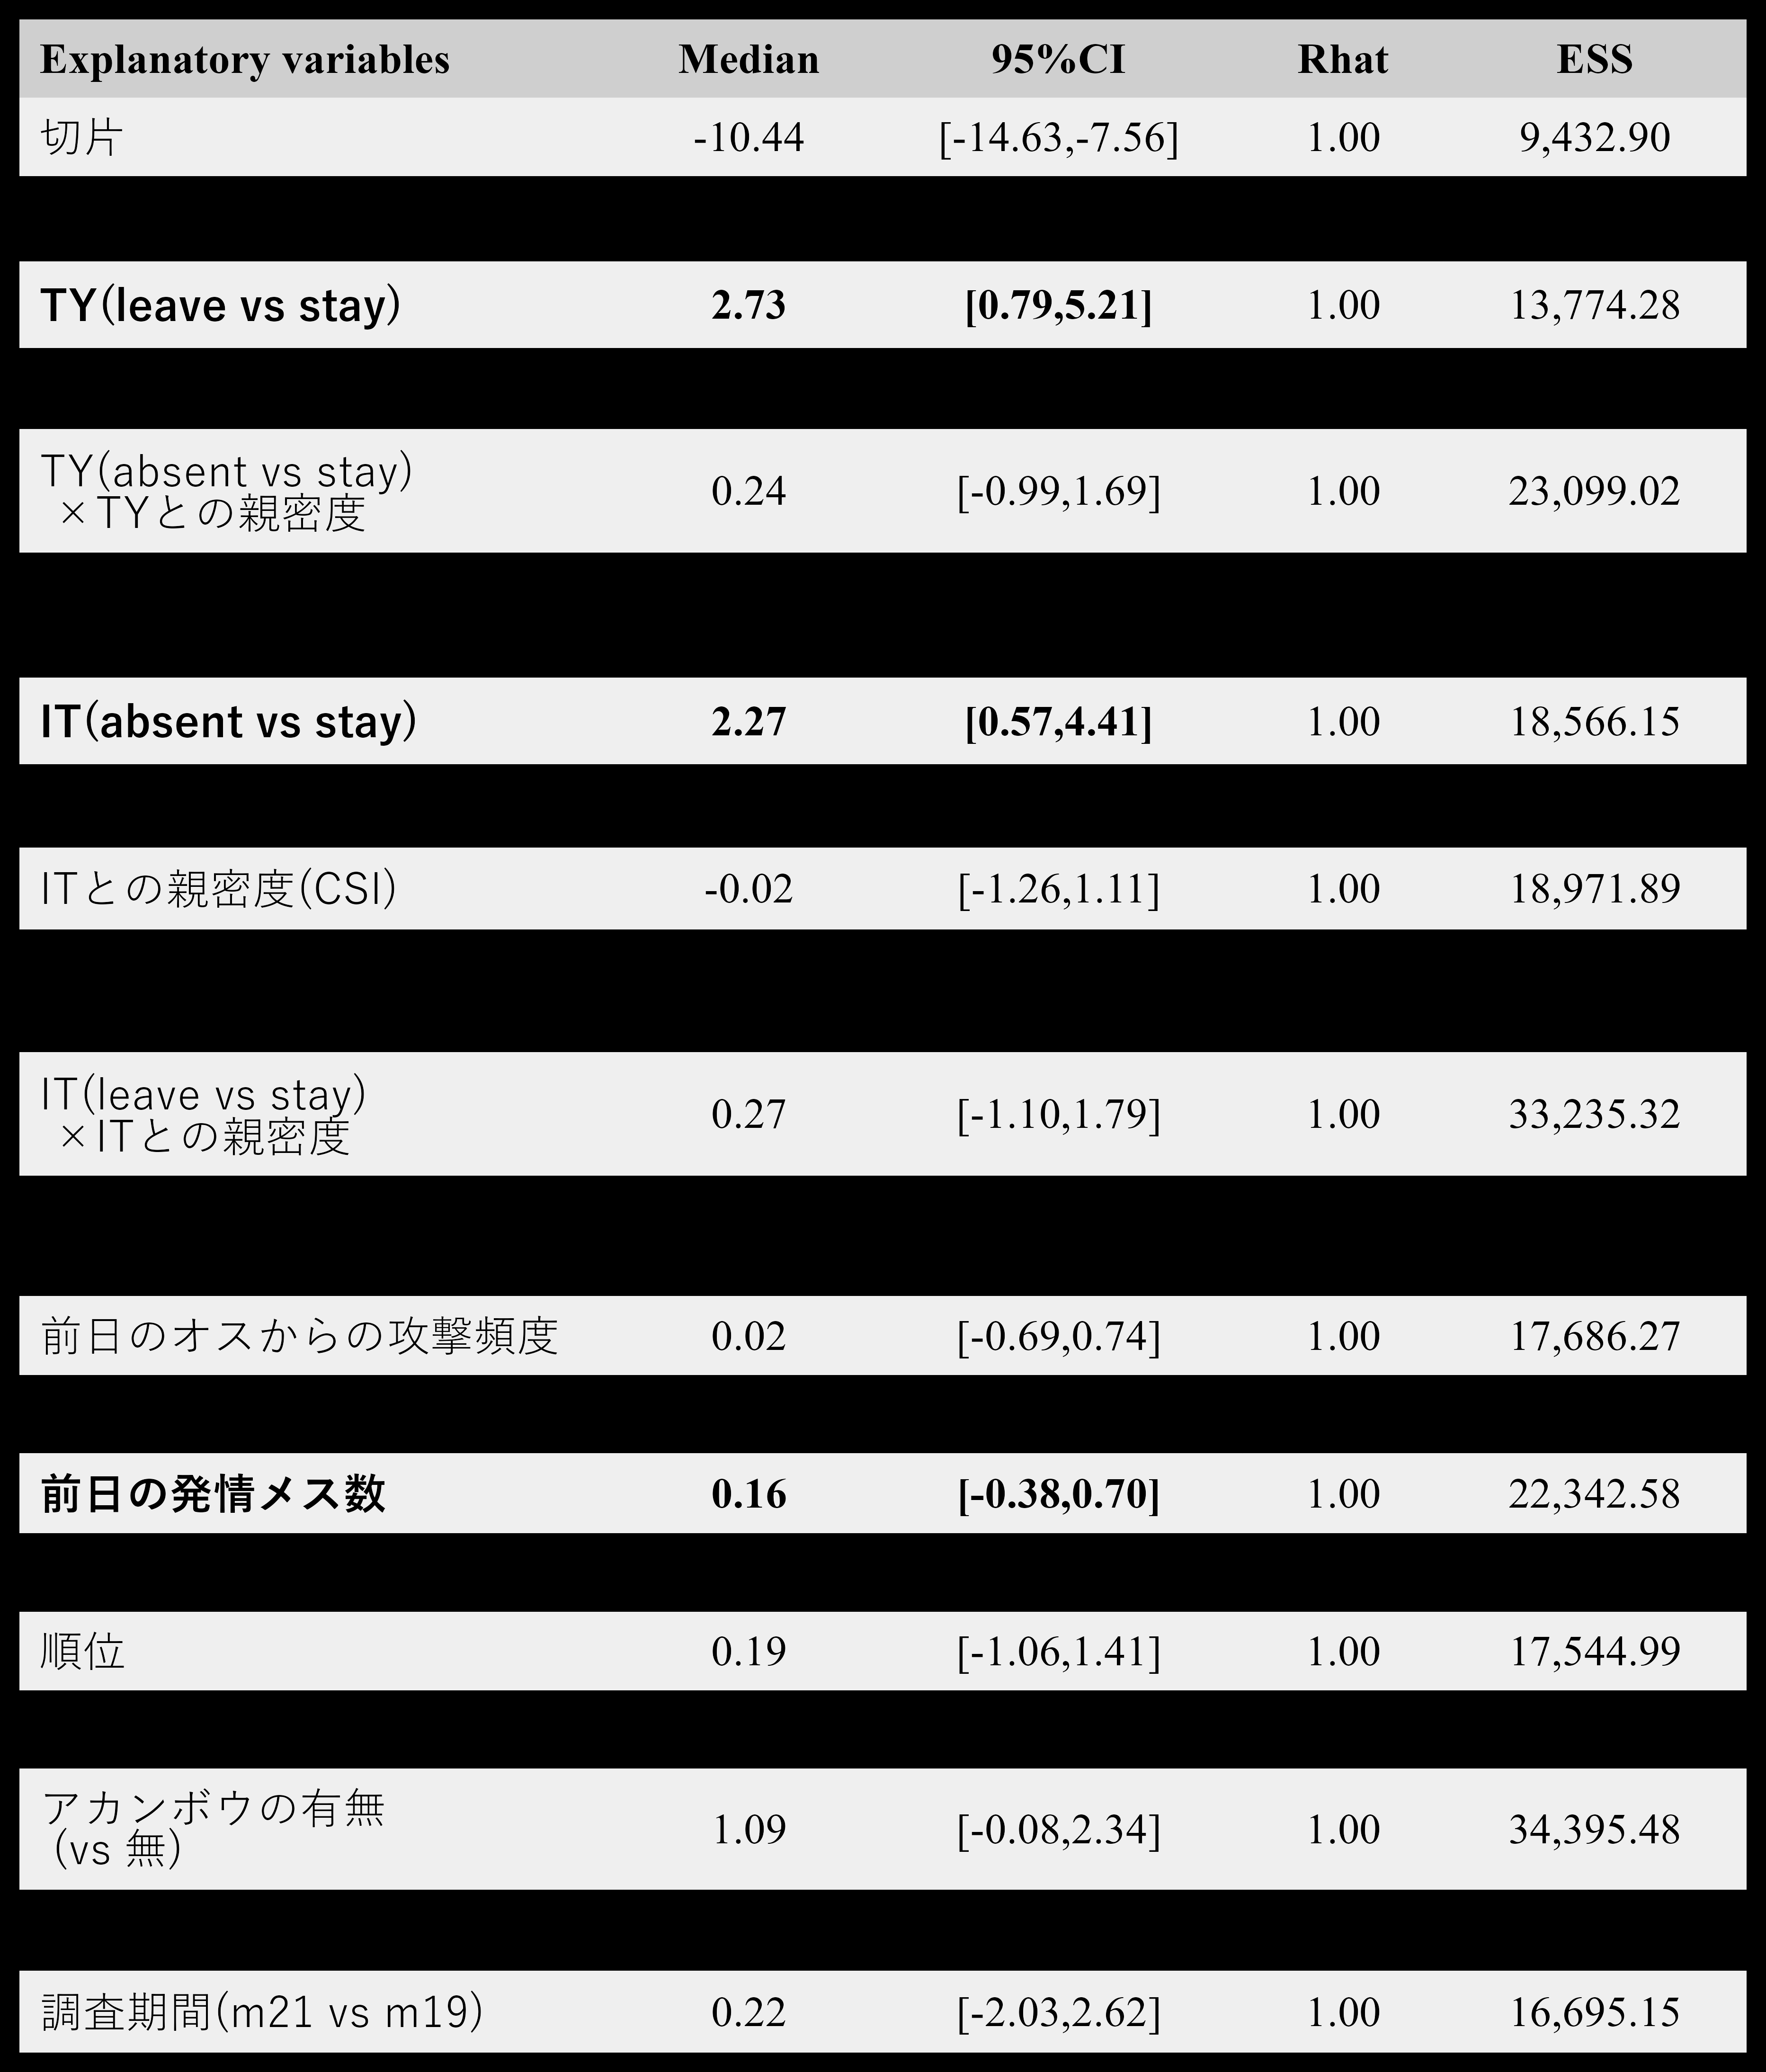 Explanatory variables Median 95%CI Rhat ESS
切片 -10.44 [-14.63,-7.56] 1.00 9,432.90
TY(leave vs stay) 2.73 [0.79,5.21] 1.00 13,774.28
TY(absent vs stay)
×TYとの親密度 0.24 [-0.99,1.69] 1.00 23,099.02
IT(absent vs stay) 2.27 [0.57,4.41] 1.00 18,566.15
ITとの親密度(CSI) -0.02 [-1.26,1.11] 1.00 18,971.89
IT(leave vs stay)
×ITとの親密度 0.27 [-1.10,1.79] 1.00 33,235.32
前日のオスからの攻撃頻度 0.02 [-0.69,0.74] 1.00 17,686.27
前日の発情メス数 0.16 [-0.38,0.70] 1.00 22,342.58
順位 0.19 [-1.06,1.41] 1.00 17,544.99
アカンボウの有無
(vs 無) 1.09 [-0.08,2.34] 1.00 34,395.48
調査期間(m21 vs m19) 0.22 [-2.03,2.62] 1.00 16,695.15